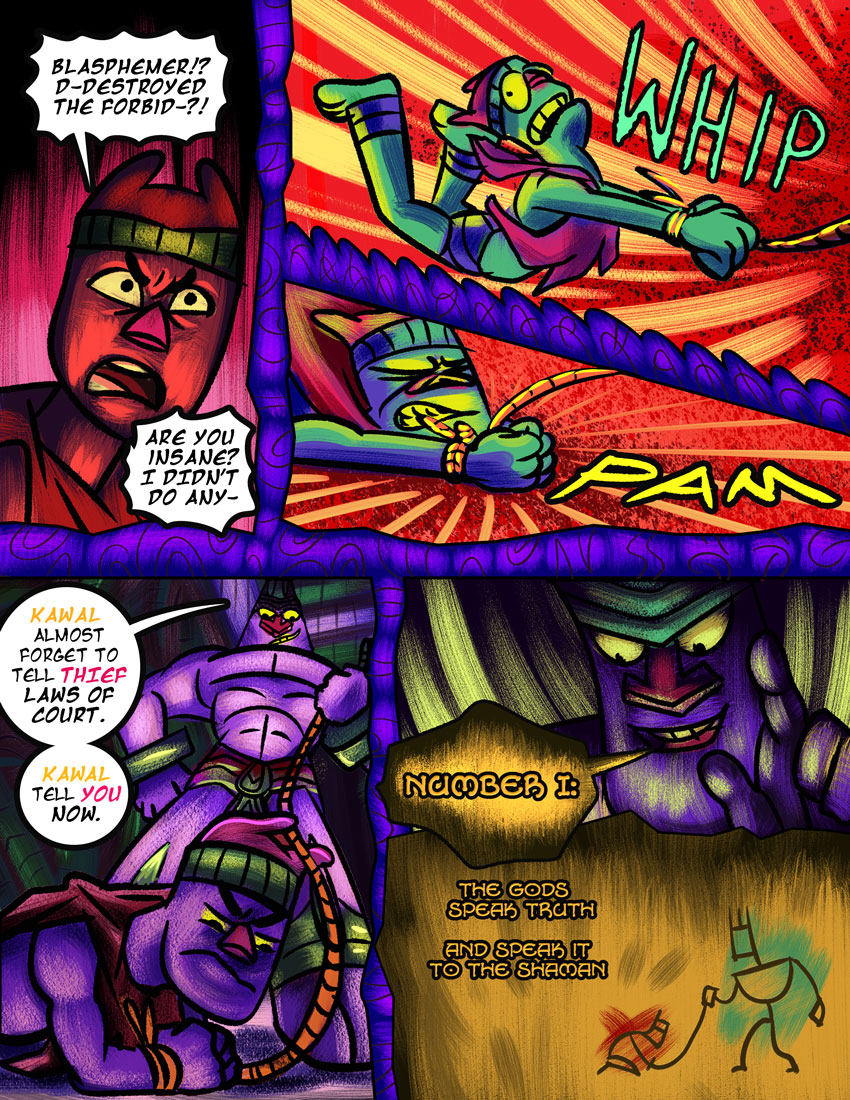 BLASPHEMER!?
D-DESTROYED
THE FORBID-?!
ARE YOU
INSANE?
I DIDN'T
DO ANY-
WHIP
PAM
KAWAL
ALMOST
FORGET TO
TELL THIEF
LAWS OF
COURT.
KAWAL
TELL YOU
NOW.
NUMBER I:
THE GODS
SPEAK TRUTH
AND SPEAK IT
TO THE SHAMAN